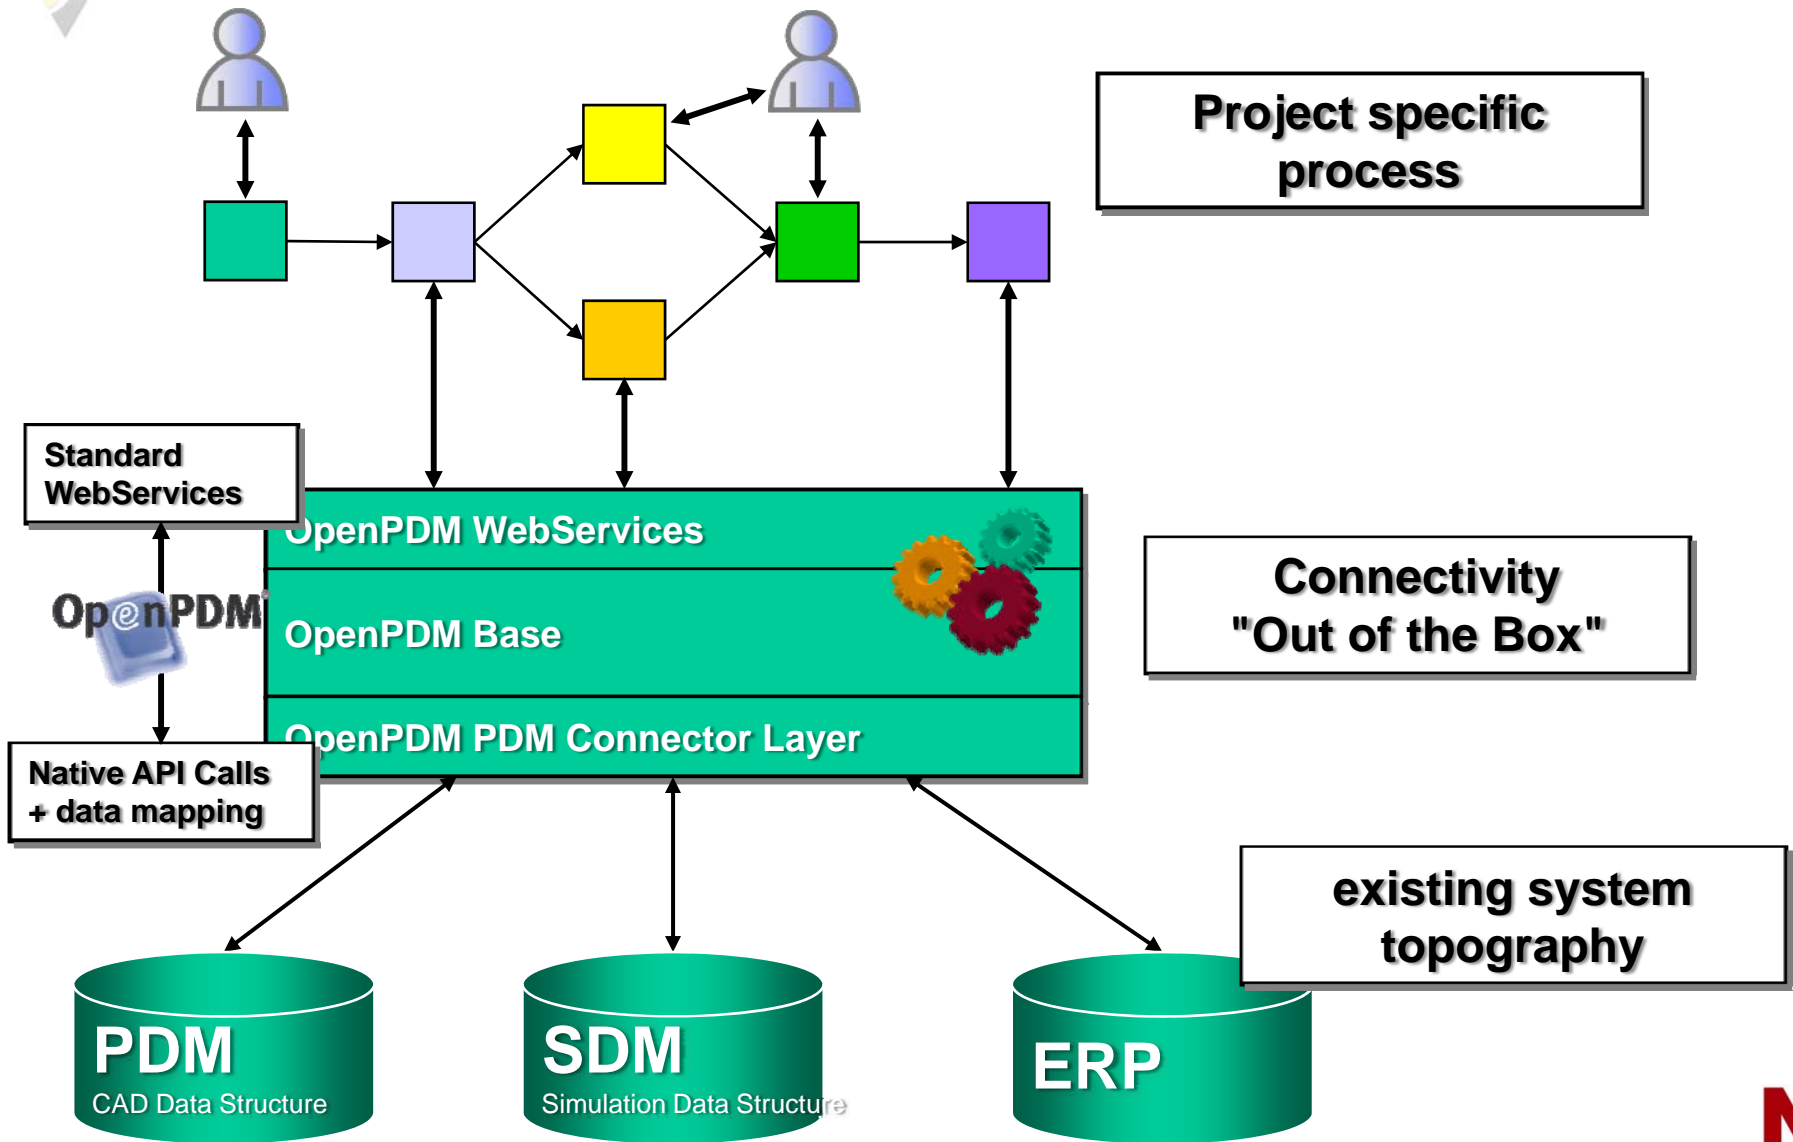 Project specific
process
Standard
WebServices
OpenPDM WebServices
OpenPDM
OpenPDM Base
Connectivity
"Out of the Box"
OpenPDM PDM Connector Layer
Native API Calls
+ data mapping
existing system
topography
PDM
CAD Data Structure
SDM
Simulation Data Structure
ERP